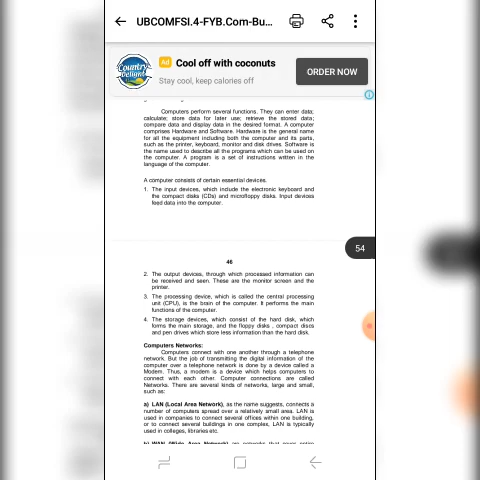 UBCOMFSI.4-FYB.Com-Bu...
Country Delight
Ad Cool off with coconuts
Stay cool, keep calories off
ORDER NOW
Computers perform several functions. They can enter data;
calculate; store data for later use; retrieve the stored data;
compare data and display data in the desired format. A computer
comprises Hardware and Software. Hardware is the general name
for all the equipment including both the computer and its parts,
such as the printer, keyboard, monitor and disk drives. Software is
the name used to describe all the programs which can be used on
the computer. A program is a set of instructions written in the
language of the computer.
A computer consists of certain essential devices.
1. The input devices, which include the electronic keyboard and
the compact disks (CDs) and microfloppy disks. Input devices
feed data into the computer.
54
46
2. The output devices, through which processed information can
be received and seen. These are the monitor screen and the
printer.
3. The processing device, which is called the central processing
unit (CPU), is the brain of the computer. It performs the main
functions of the computer.
4. The storage devices, which consist of the hard disk, which
forms the main storage, and the floppy disks , compact discs
and pen drives which store less information than the hard disk.
Computers Networks:
Computers connect with one another through a telephone
network. But the job of transmitting the digital information of the
computer over a telephone network is done by a device called a
Modem. Thus, a modem is a device which helps computers to
connect with each other. Computer connections are called
Networks. There are several kinds of networks, large and small,
such as:
a) LAN (Local Area Network), as the name suggests, connects a
number of computers spread over a relatively small area. LAN is
used in companies to connect several offices within one building,
or to connect several buildings in one complex, LAN is typically
used in colleges, libraries etc.
b) WAN (Wide Area Network) are networks that cover entire